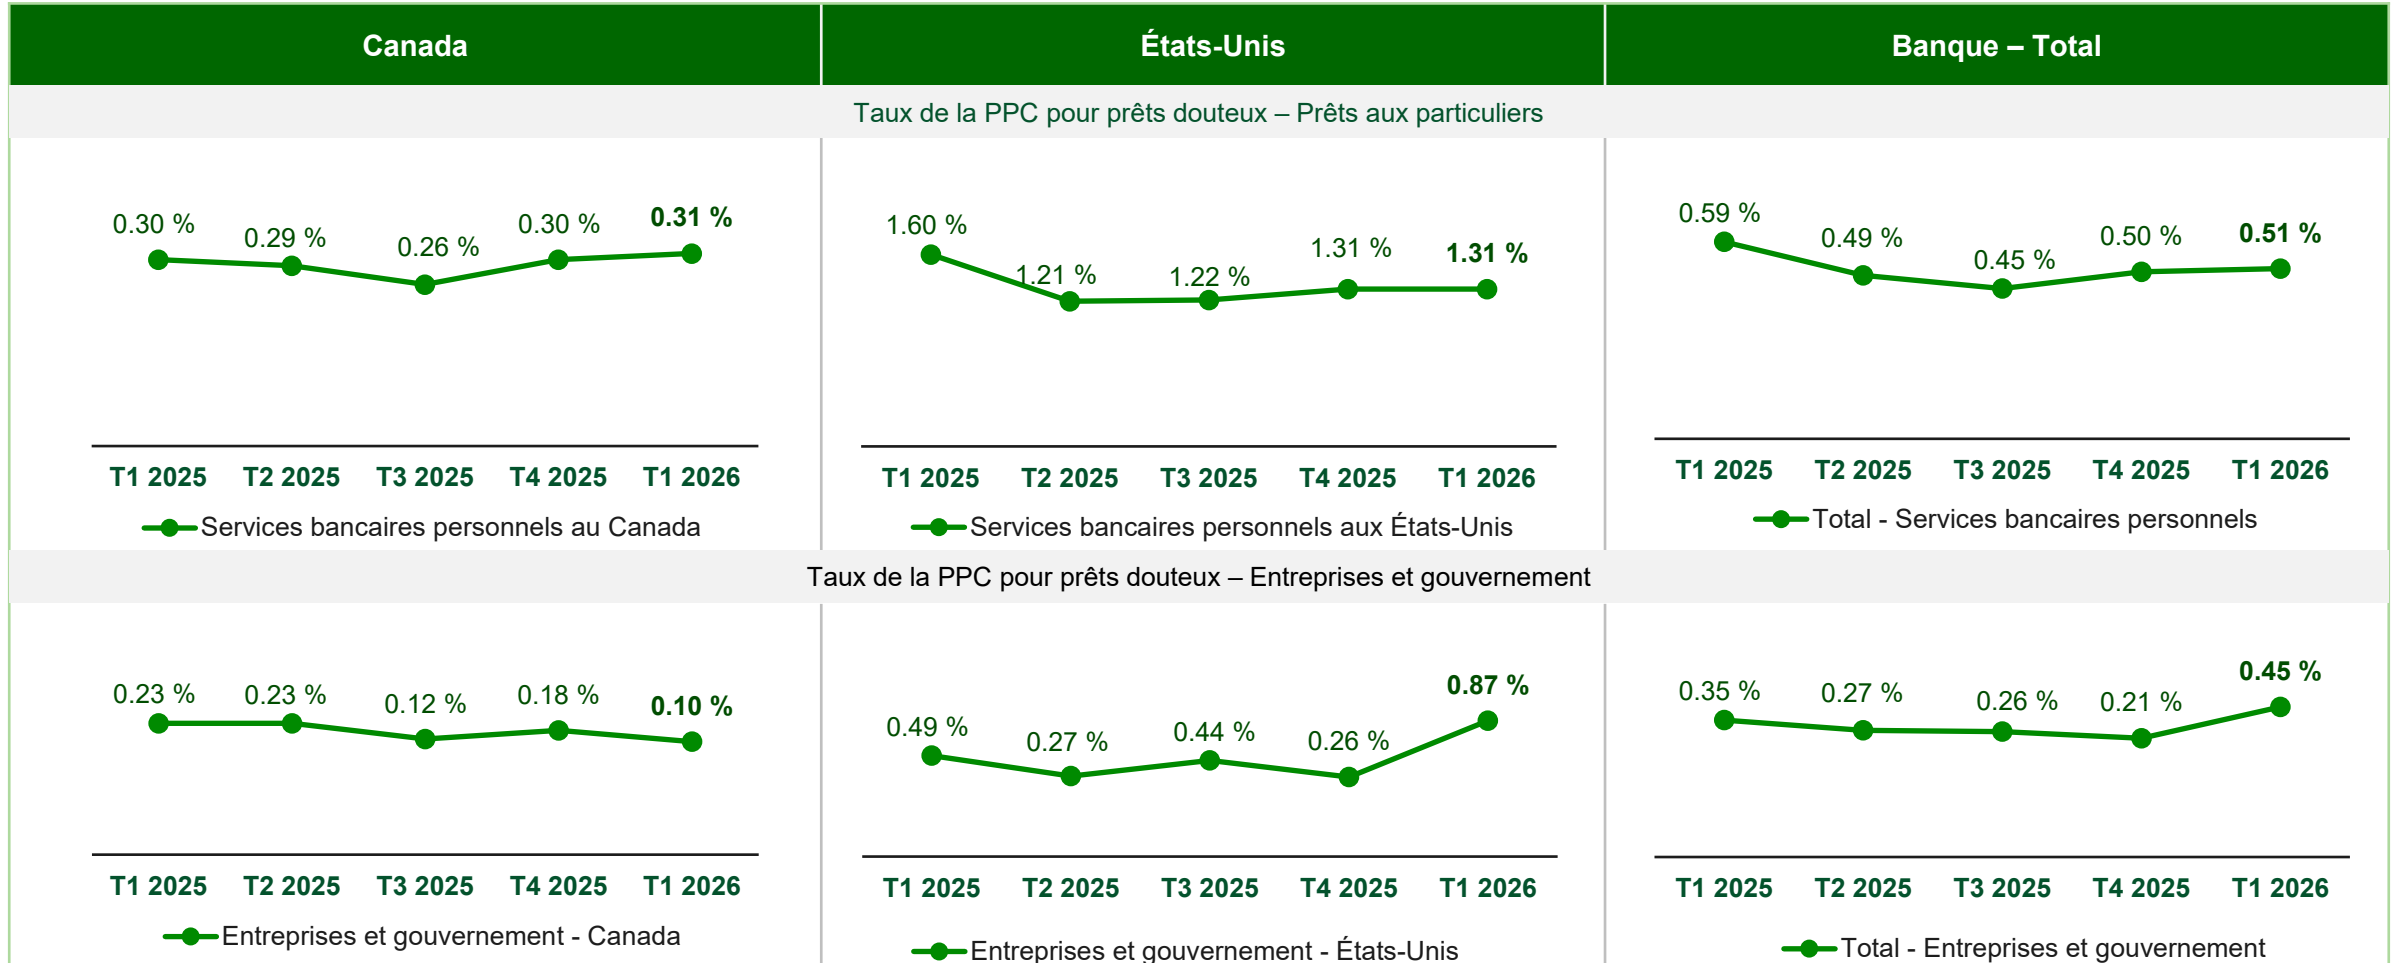 Canada
États-Unis
Banque – Total
Taux de la PPC pour prêts douteux – Prêts aux particuliers
0.30 %
0.29 %
0.26 %
0.30 %
0.31 %
T1 2025 T2 2025 T3 2025 T4 2025 T1 2026
Services bancaires personnels au Canada
1.60 %
1.21 %
1.22 %
1.31 %
1.31 %
T1 2025 T2 2025 T3 2025 T4 2025 T1 2026
Services bancaires personnels aux États-Unis
0.59 %
0.49 %
0.45 %
0.50 %
0.51 %
T1 2025 T2 2025 T3 2025 T4 2025 T1 2026
Total - Services bancaires personnels
Taux de la PPC pour prêts douteux – Entreprises et gouvernement
0.23 %
0.23 %
0.12 %
0.18 %
0.10 %
T1 2025 T2 2025 T3 2025 T4 2025 T1 2026
Entreprises et gouvernement - Canada
0.49 %
0.27 %
0.44 %
0.26 %
0.87 %
T1 2025 T2 2025 T3 2025 T4 2025 T1 2026
Entreprises et gouvernement - États-Unis
0.35 %
0.27 %
0.26 %
0.21 %
0.45 %
T1 2025 T2 2025 T3 2025 T4 2025 T1 2026
Total - Entreprises et gouvernement